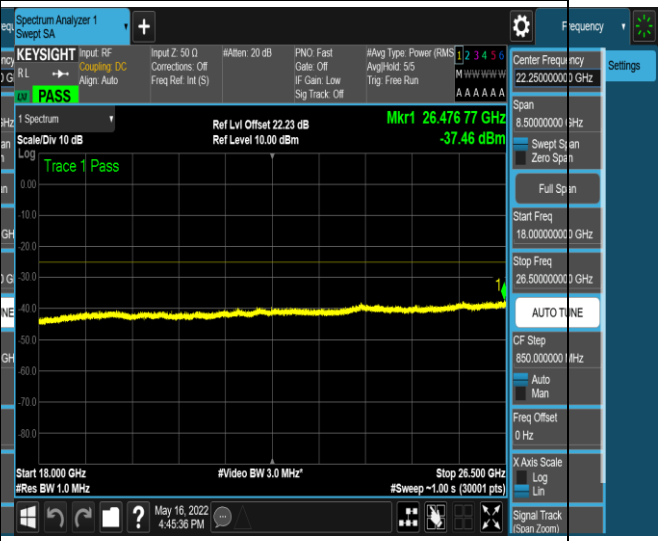 Spectrum Analyzer 1
Swept SA
Frequency
KEYSIGHT
RL
PASS
Input: RF
Coupling: DC
Align: Auto
Input Z: 50 Ω
Corrections: Off
Freq Ref: Int (S)
#Atten: 20 dB
PNO: Fast
Gate: Off
IF Gain: Low
Sig Track: Off
#Avg Type: Power (RMS
Avg|Hold: 5/5
Trig: Free Run
1 2 3 4 5 6
M W W W W W
A A A A A A
1 Spectrum
Scale/Div 10 dB
Log
Ref Lvl Offset 22.23 dB
Ref Level 10.00 dBm
Mkr1 26.476 77 GHz
-37.46 dBm
Trace 1 Pass
0.00
-10.0
-20.0
-30.0
-40.0
-50.0
-60.0
-70.0
-80.0
1
Start 18.000 GHz
#Res BW 1.0 MHz
#Video BW 3.0 MHz*
Stop 26.500 GHz
#Sweep ~1.00 s (30001 pts)
May 16, 2022
4:45:36 PM
?
Center Frequency
22.250000000 GHz
Settings
Span
8.50000000 GHz
Swept Span
Zero Span
Full Span
Start Freq
18.000000000 GHz
Stop Freq
26.500000000 GHz
AUTO TUNE
CF Step
850.000000 MHz
Auto
Man
Freq Offset
0 Hz
X Axis Scale
Log
Lin
Signal Track
(Span Zoom)